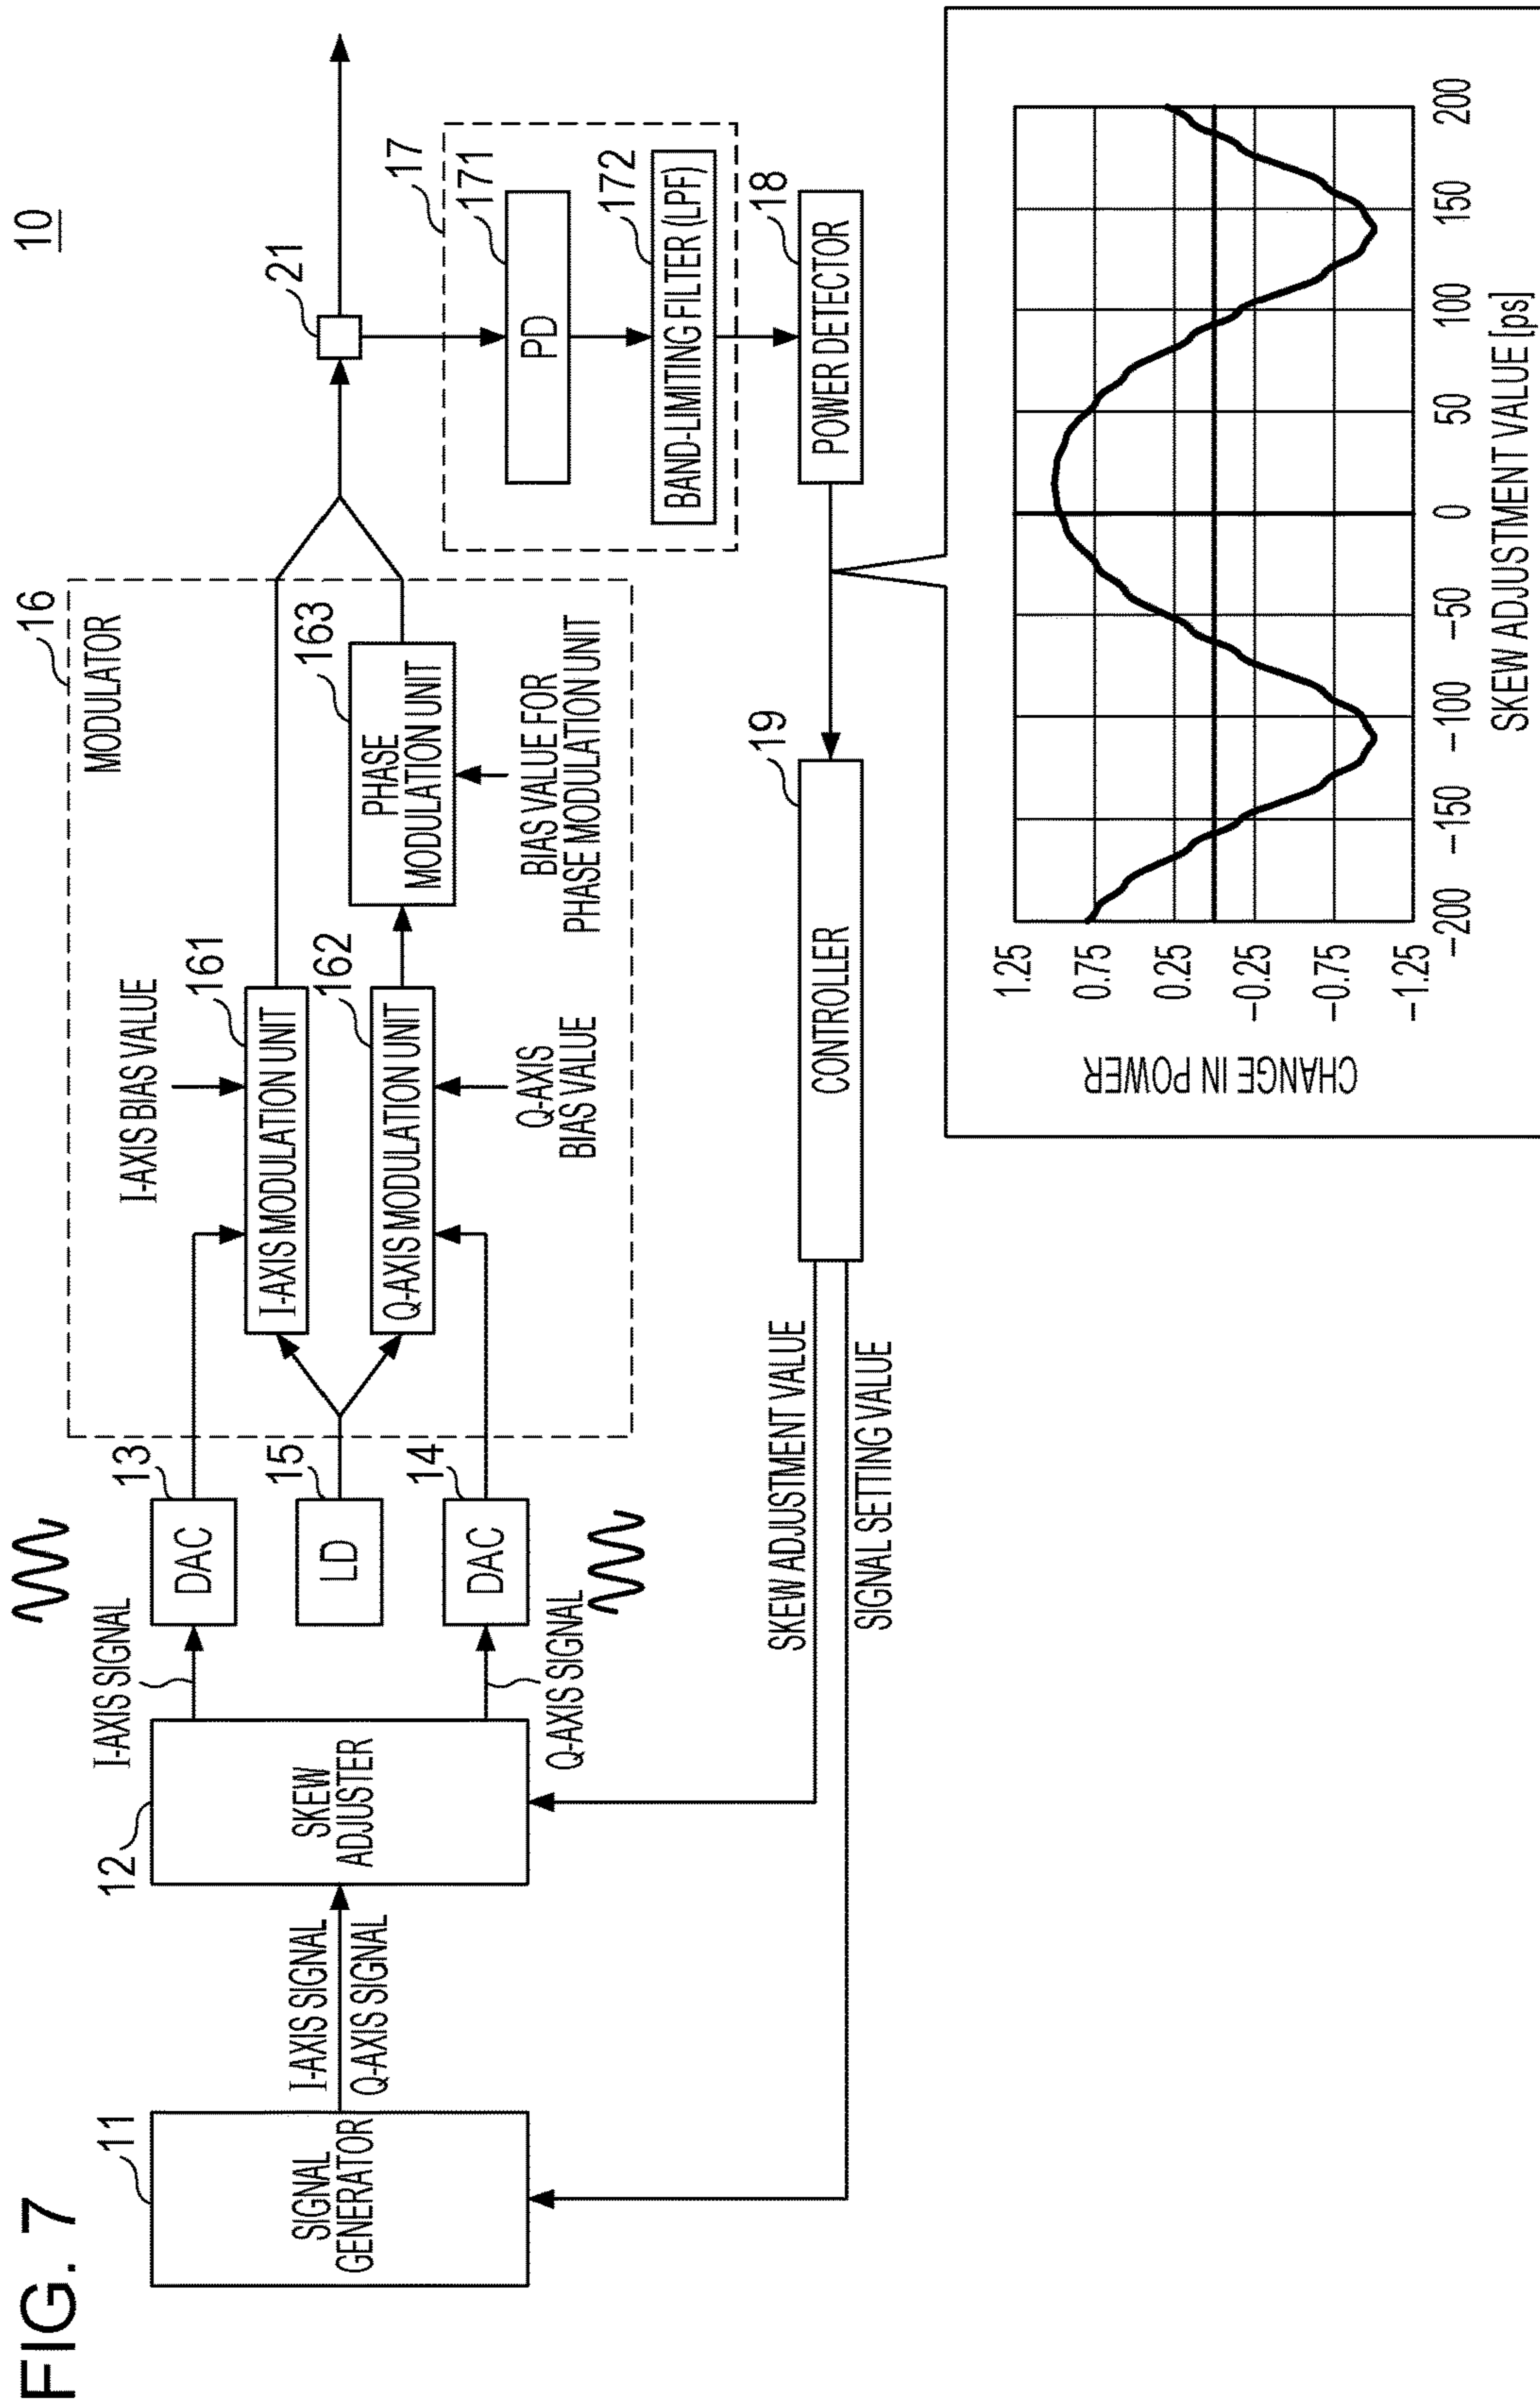 FIG. 7
10
11
SIGNAL
GENERATOR
I-AXIS SIGNAL
Q-AXIS SIGNAL
12
SKEW
ADJUSTER
I-AXIS SIGNAL
Q-AXIS SIGNAL
13
DAC
15
LD
14
DAC
16
MODULATOR
I-AXIS BIAS VALUE
161
I-AXIS MODULATION UNIT
162
Q-AXIS MODULATION UNIT
Q-AXIS
BIAS VALUE
163
PHASE
MODULATION UNIT
BIAS VALUE FOR
PHASE MODULATION UNIT
21
17
171
PD
172
BAND-LIMITING FILTER (LPF)
18
POWER DETECTOR
19
CONTROLLER
SKEW ADJUSTMENT VALUE
SIGNAL SETTING VALUE
CHANGE IN POWER
1.25
0.75
0.25
−0.25
−0.75
−1.25
−200 −150 −100 −50 0 50 100 150 200
SKEW ADJUSTMENT VALUE [ps]